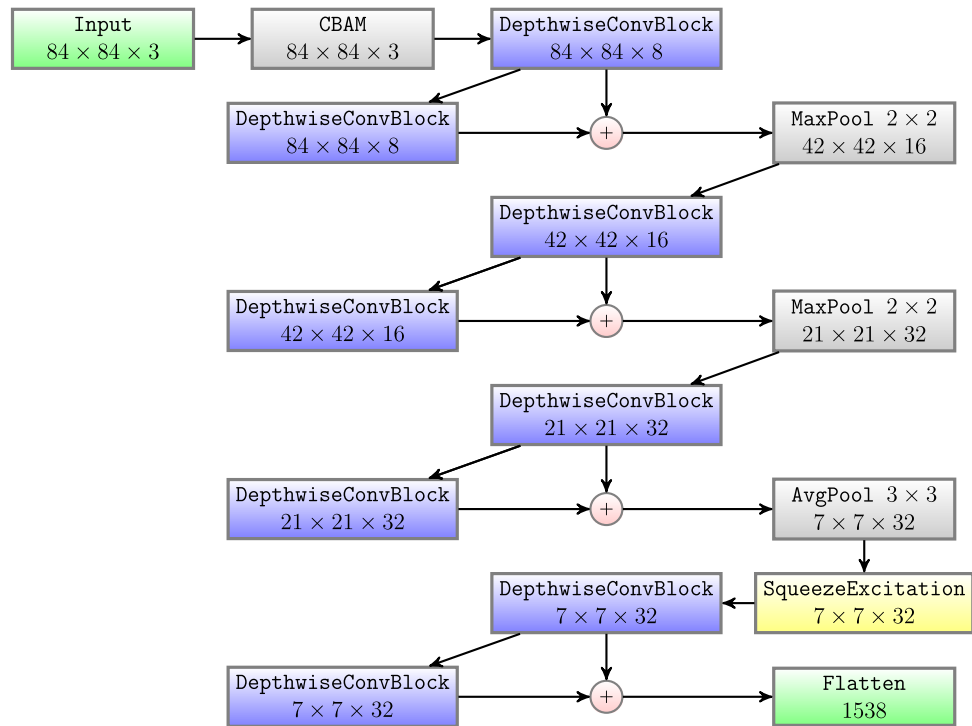 Input
84 × 84 × 3
CBAM
84 × 84 × 3
DepthwiseConvBlock
84 × 84 × 8
DepthwiseConvBlock
84 × 84 × 8
+
MaxPool 2 × 2
42 × 42 × 16
DepthwiseConvBlock
42 × 42 × 16
DepthwiseConvBlock
42 × 42 × 16
+
MaxPool 2 × 2
21 × 21 × 32
DepthwiseConvBlock
21 × 21 × 32
DepthwiseConvBlock
21 × 21 × 32
+
AvgPool 3 × 3
7 × 7 × 32
SqueezeExcitation
7 × 7 × 32
DepthwiseConvBlock
7 × 7 × 32
DepthwiseConvBlock
7 × 7 × 32
+
Flatten
1538